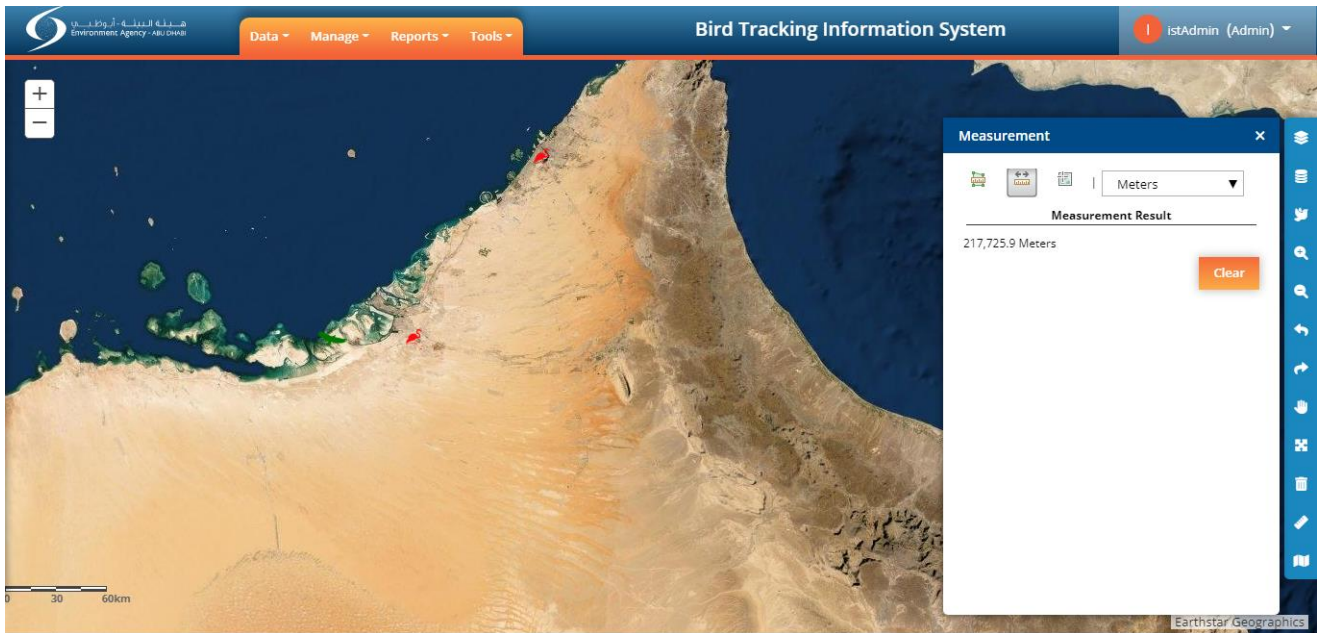 هيئة البيئة - أبوظبي
Environment Agency - ABU DHABI
Data
Manage
Reports
Tools
Bird Tracking Information System
I
istAdmin (Admin)
+
−
Measurement
×
Meters
Measurement Result
217,725.9 Meters
Clear
0 30 60km
Earthstar Geographics